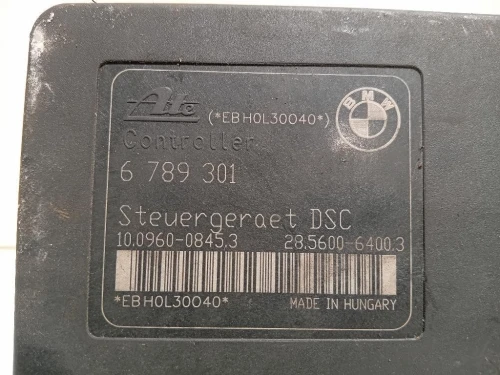 Ate (*EBH0L30040*)
BMW
Controller
6 789 301
Steuergeraet DSC
10.0960-0845.3 28.5600-6400.3
*EBH0L30040* MADE IN HUNGARY